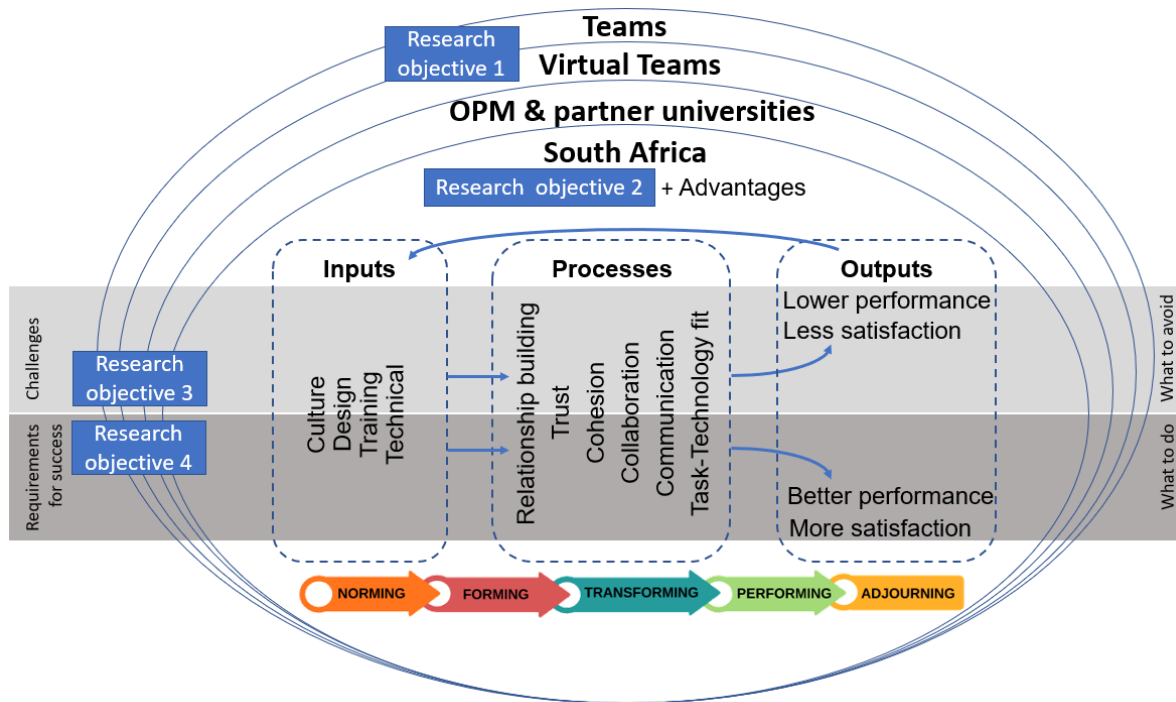 Teams
Research
objective 1
Virtual Teams
OPM & partner universities
South Africa
Research objective 2 + Advantages
Inputs
Processes
Outputs
Challenges
Research
objective 3
Culture
Design
Training
Technical
Relationship building
Trust
Cohesion
Collaboration
Communication
Task-Technology fit
Lower performance
Less satisfaction
What to avoid
Requirements
for success
Research
objective 4
Better performance
More satisfaction
What to do
NORMING
FORMING
TRANSFORMING
PERFORMING
ADJOURNING